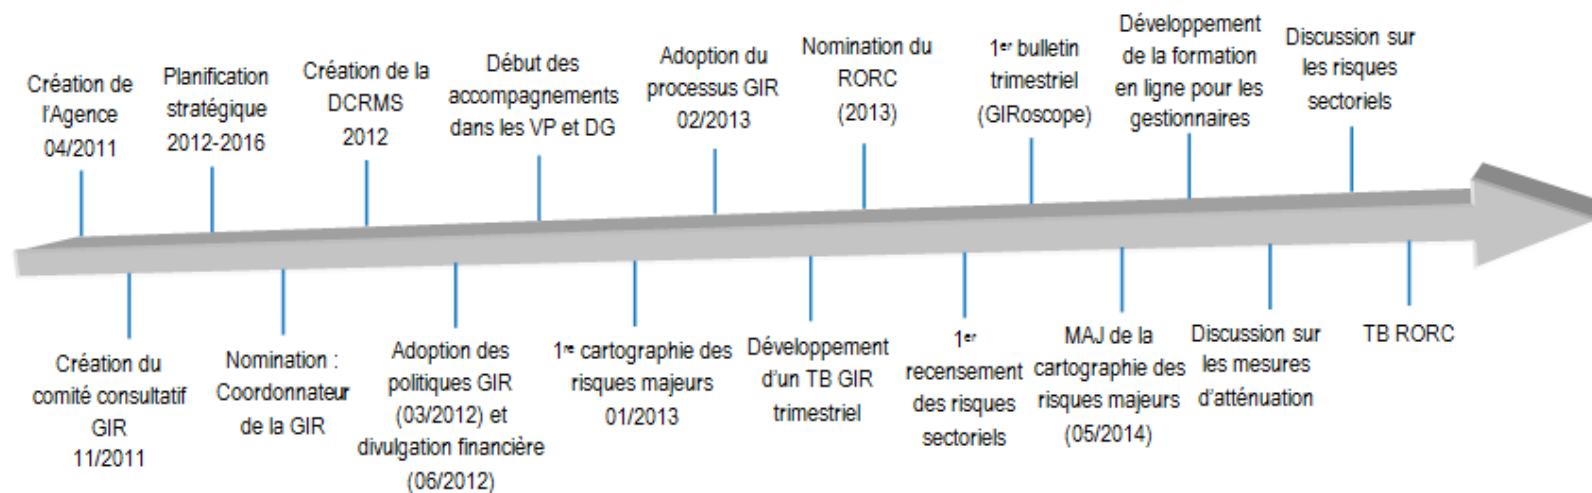 Création de
l'Agence
04/2011
Planification
stratégique
2012-2016
Création de la
DCRMS
2012
Début des
accompagnements
dans les VP et DG
Adoption du
processus GIR
02/2013
Nomination du
RORC
(2013)
1er bulletin
trimestriel
(GIRoscope)
Développement
de la formation
en ligne pour les
gestionnaires
Discussion sur
les risques
sectoriels
Création du
comité consultatif
GIR
11/2011
Nomination :
Coordonnateur
de la GIR
Adoption des
politiques GIR
(03/2012) et
divulgation financière
(06/2012)
1re cartographie des
risques majeurs
01/2013
Développement
d'un TB GIR
trimestriel
1er
recensement
des risques
sectoriels
MAJ de la
cartographie des
risques majeurs
(05/2014)
Discussion sur
les mesures
d'atténuation
TB RORC